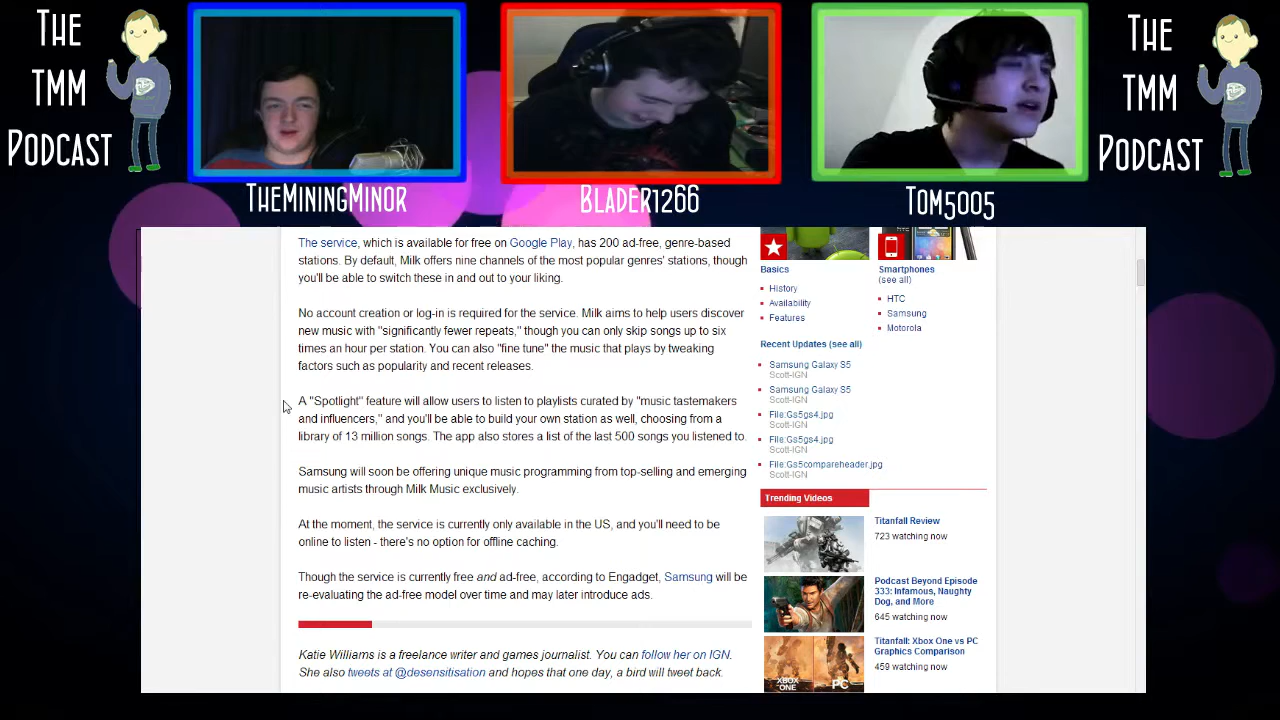 The
TMM
Podcast
TheMiningMinor
Blader1266
Tom5005
The
TMM
Podcast
The service, which is available for free on Google Play, has 200 ad-free, genre-based
stations. By default, Milk offers nine channels of the most popular genres' stations, though
you'll be able to switch these in and out to your liking.
No account creation or log-in is required for the service. Milk aims to help users discover
new music with "significantly fewer repeats," though you can only skip songs up to six
times an hour per station. You can also "fine tune" the music that plays by tweaking
factors such as popularity and recent releases.
A "Spotlight" feature will allow users to listen to playlists curated by "music tastemakers
and influencers," and you'll be able to build your own station as well, choosing from a
library of 13 million songs. The app also stores a list of the last 500 songs you listened to.
Samsung will soon be offering unique music programming from top-selling and emerging
music artists through Milk Music exclusively.
At the moment, the service is currently only available in the US, and you'll need to be
online to listen - there's no option for offline caching.
Though the service is currently free and ad-free, according to Engadget, Samsung will be
re-evaluating the ad-free model over time and may later introduce ads.
Katie Williams is a freelance writer and games journalist. You can follow her on IGN.
She also tweets at @desensitisation and hopes that one day, a bird will tweet back.
Basics
History
Availability
Features
Smartphones
(see all)
HTC
Samsung
Motorola
Recent Updates (see all)
Samsung Galaxy S5
Scott-IGN
Samsung Galaxy S5
Scott-IGN
File:Gs5gs4.jpg
Scott-IGN
File:Gs5gs4.jpg
Scott-IGN
File:Gs5compareheader.jpg
Scott-IGN
Trending Videos
Titanfall Review
723 watching now
Podcast Beyond Episode
333: Infamous, Naughty
Dog, and More
645 watching now
XBOX
ONE
PC
Titanfall: Xbox One vs PC
Graphics Comparison
459 watching now